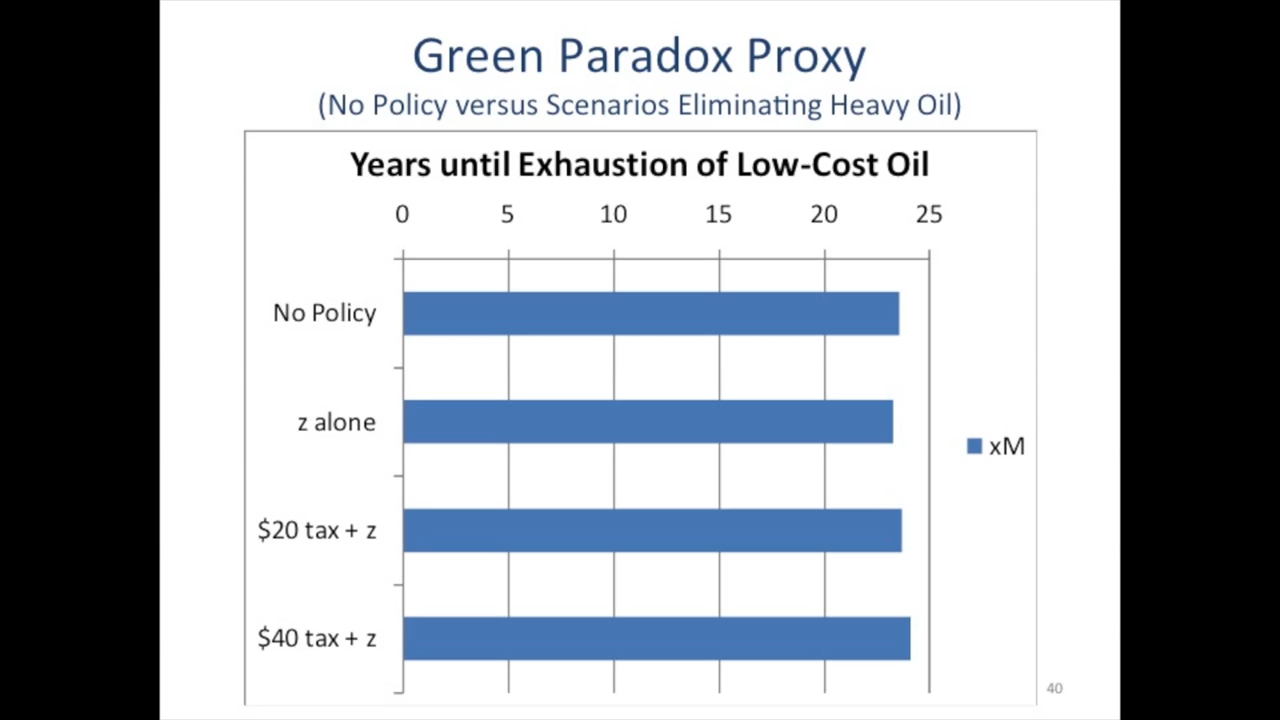 Green Paradox Proxy
(No Policy versus Scenarios Eliminating Heavy Oil)
Years until Exhaustion of Low-Cost Oil
0 5 10 15 20 25
No Policy
z alone
xM
$20 tax + z
$40 tax + z
40